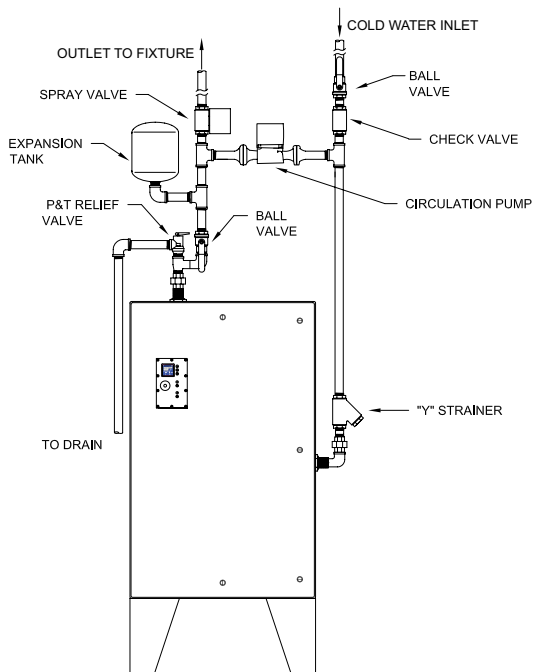 COLD WATER INLET
OUTLET TO FIXTURE
BALL
VALVE
SPRAY VALVE
EXPANSION
TANK
CHECK VALVE
P&T RELIEF
VALVE
BALL
VALVE
CIRCULATION PUMP
"Y" STRAINER
TO DRAIN